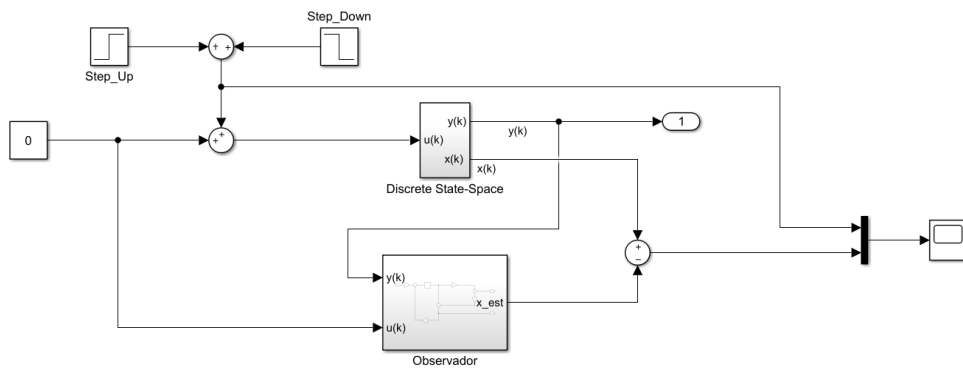 Step_Down
Step_Up
0
y(k)
u(k)
y(k)
1
x(k)
x(k)
Discrete State-Space
y(k)
x_est
u(k)
Observador